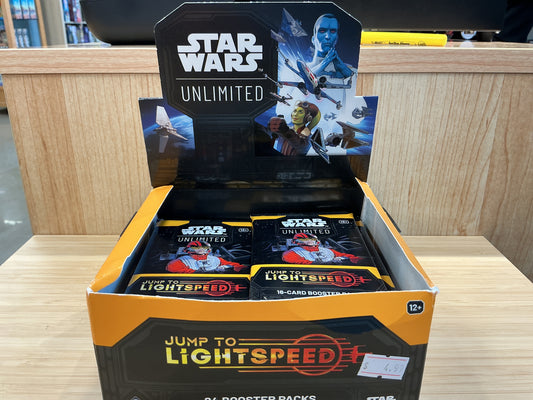 STAR
WARS
UNLIMITED
STAR
WARS
UNLIMITED
JUMP TO
LIGHTSPEED
STAR
WARS
UNLIMITED
JUMP TO
LIGHTSPEED
16-CARD BOOSTER
12+
JUMP TO
LIGHTSPEED
24 BOOSTER PACKS
STAR